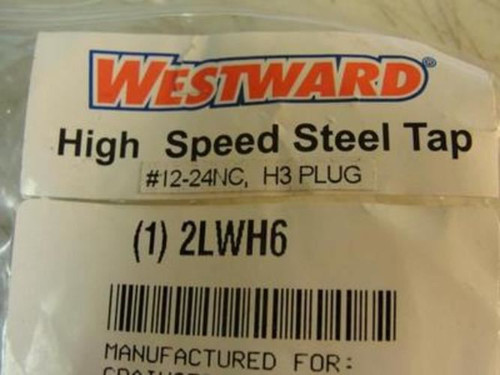 WESTWARD®
High Speed Steel Tap
#12-24NC, H3 PLUG
(1) 2LWH6
MANUFACTURED FOR: